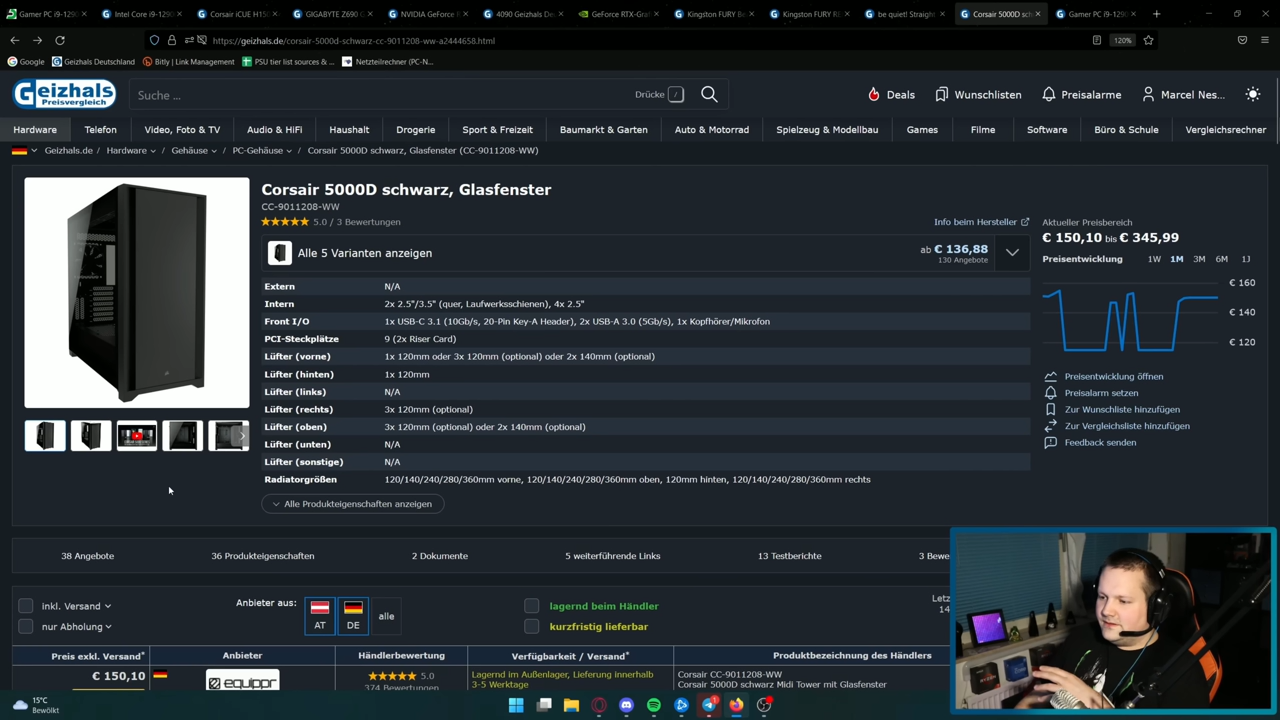 Gamer PC i9-1290
Intel Core i9-1290
Corsair iCUE H150
GIGABYTE Z690 G
NVIDIA GeForce R
4090 Geizhals Dea
GeForce RTX-Graf
Kingston FURY Be
Kingston FURY RE
be quiet! Straight
Corsair 5000D sch
Gamer PC i9-1290
https://geizhals.de/corsair-5000d-schwarz-cc-9011208-ww-a2444658.html
120%
Google
Geizhals Deutschland
Bitly | Link Management
PSU tier list sources & ...
Netzteilrechner (PC-N...
Geizhals
Preisvergleich
Suche ...
Drücke /
Deals
Wunschlisten
Preisalarme
Marcel Nes...
Hardware
Telefon
Video, Foto & TV
Audio & HiFi
Haushalt
Drogerie
Sport & Freizeit
Baumarkt & Garten
Auto & Motorrad
Spielzeug & Modellbau
Games
Filme
Software
Büro & Schule
Vergleichsrechner
Geizhals.de / Hardware / Gehäuse / PC-Gehäuse / Corsair 5000D schwarz, Glasfenster (CC-9011208-WW)
Corsair 5000D schwarz, Glasfenster
CC-9011208-WW
5.0 / 3 Bewertungen
Info beim Hersteller
Alle 5 Varianten anzeigen
ab € 136,88
130 Angebote
Extern N/A
Intern 2x 2.5"/3.5" (quer, Laufwerksschienen), 4x 2.5"
Front I/O 1x USB-C 3.1 (10Gb/s, 20-Pin Key-A Header), 2x USB-A 3.0 (5Gb/s), 1x Kopfhörer/Mikrofon
PCI-Steckplätze 9 (2x Riser Card)
Lüfter (vorne) 1x 120mm oder 3x 120mm (optional) oder 2x 140mm (optional)
Lüfter (hinten) 1x 120mm
Lüfter (links) N/A
Lüfter (rechts) 3x 120mm (optional)
Lüfter (oben) 3x 120mm (optional) oder 2x 140mm (optional)
Lüfter (unten) N/A
Lüfter (sonstige) N/A
Radiatorgrößen 120/140/240/280/360mm vorne, 120/140/240/280/360mm oben, 120mm hinten, 120/240/360mm rechts
Alle Produkteigenschaften anzeigen
Aktueller Preisbereich
€ 150,10 bis € 345,99
Preisentwicklung 1W 1M 3M 6M 1J
€ 160
€ 140
€ 120
Preisentwicklung öffnen
Preisalarm setzen
Zur Wunschliste hinzufügen
Zur Vergleichsliste hinzufügen
Feedback senden
38 Angebote
36 Produkteigenschaften
2 Dokumente
5 weiterführende Links
13 Testberichte
3 Bewe
inkl. Versand
nur Abholung
Anbieter aus:
AT
DE
alle
lagernd beim Händler
kurzfristig lieferbar
Letz
14
Preis exkl. Versand*
Anbieter
Händlerbewertung
Verfügbarkeit / Versand*
Produktbezeichnung des Händlers
€ 150,10
equippr
5.0
374 Bewertungen
Lagernd im Außenlager, Lieferung innerhalb
3-5 Werktage
Corsair CC-9011208-WW
Corsair 5000D schwarz Midi Tower mit Glasfenster
15°C
Bewölkt